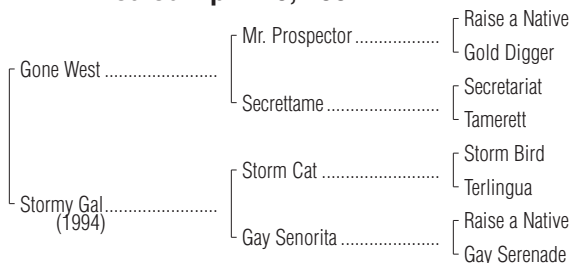 Raise a Native
Mr. Prospector ....................
Gold Digger
Gone West ....................
Secretariat
Secrettame ....................
Tamerett
Storm Bird
Storm Cat ....................
Terlingua
Stormy Gal ....................
(1994)
Raise a Native
Gay Senorita ....................
Gay Serenade